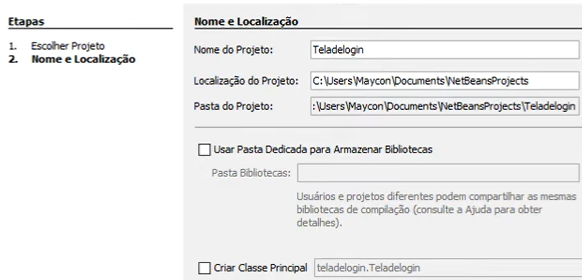 Etapas
1. Escolher Projeto
2. Nome e Localização
Nome e Localização
Nome do Projeto: Teladelogin
Localização do Projeto: C:\Users\Maycon\Documents\NetBeansProjects
Pasta do Projeto: :\Users\Maycon\Documents\NetBeansProjects\Teladelogin
Usar Pasta Dedicada para Armazenar Bibliotecas
Pasta Bibliotecas:
Usuários e projetos diferentes podem compartilhar as mesmas
bibliotecas de compilação (consulte a Ajuda para obter
detalhes).
Criar Classe Principal teladelogin.Teladelogin